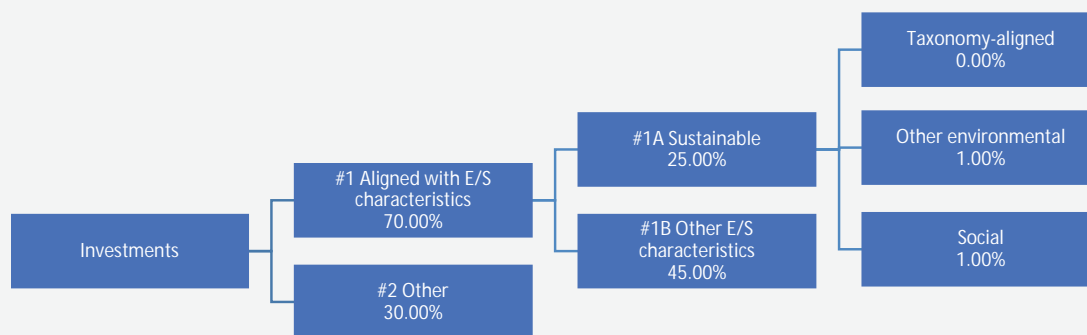 Investments
#1 Aligned with E/S
characteristics
70.00%
#2 Other
30.00%
#1A Sustainable
25.00%
#1B Other E/S
characteristics
45.00%
Taxonomy-aligned
0.00%
Other environmental
1.00%
Social
1.00%